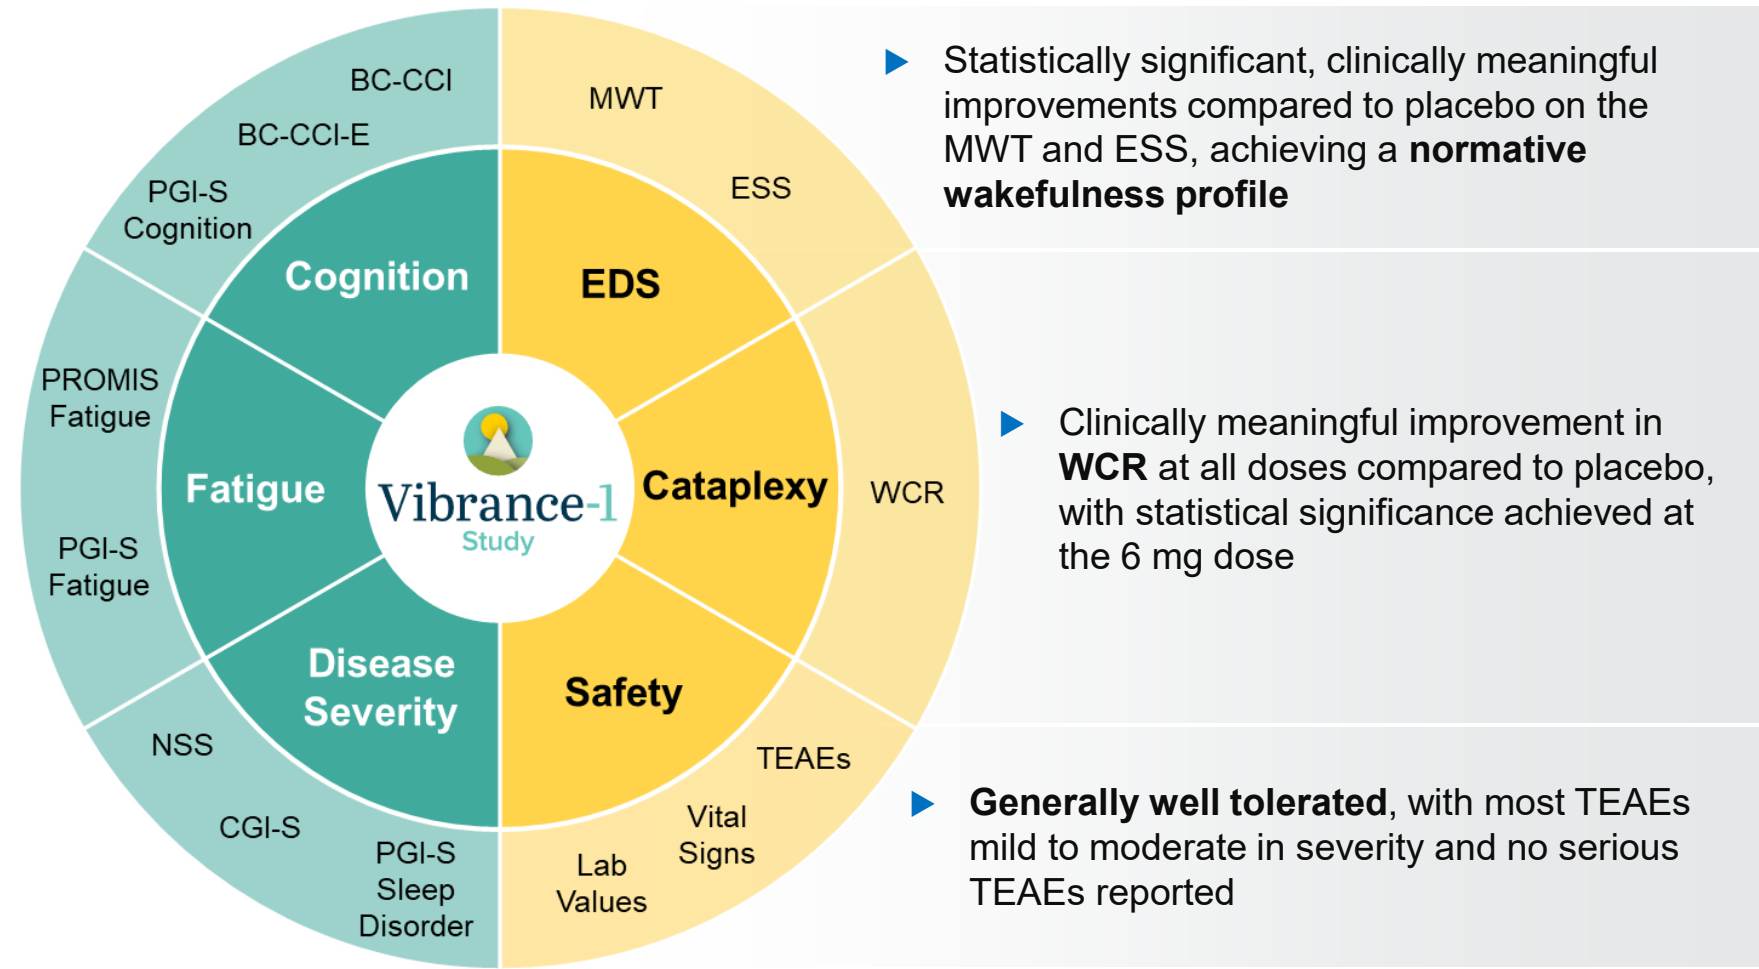 BC-CCI
BC-CCI-E
PGI-S
Cognition
MWT
ESS
Cognition
EDS
PROMIS
Fatigue
PGI-S
Fatigue
Fatigue
Vibrance-1
Study
Cataplexy
WCR
Disease
Severity
Safety
NSS
CGI-S
PGI-S
Sleep
Disorder
TEAEs
Vital
Signs
Lab
Values
Statistically significant, clinically meaningful
improvements compared to placebo on the
MWT and ESS, achieving a normative
wakefulness profile
Clinically meaningful improvement in
WCR at all doses compared to placebo,
with statistical significance achieved at
the 6 mg dose
Generally well tolerated, with most TEAEs
mild to moderate in severity and no serious
TEAEs reported